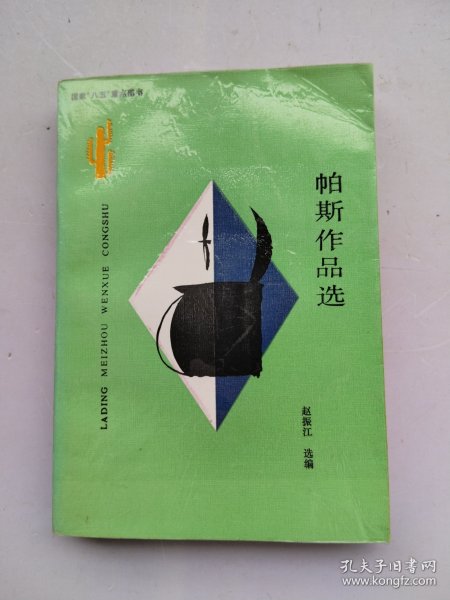 国家"八五"重点图书
LADING MEIZHOU WENXUE CONGSHU
帕斯作品选
赵振江 选编
孔夫子旧书网
www.kongfz.com